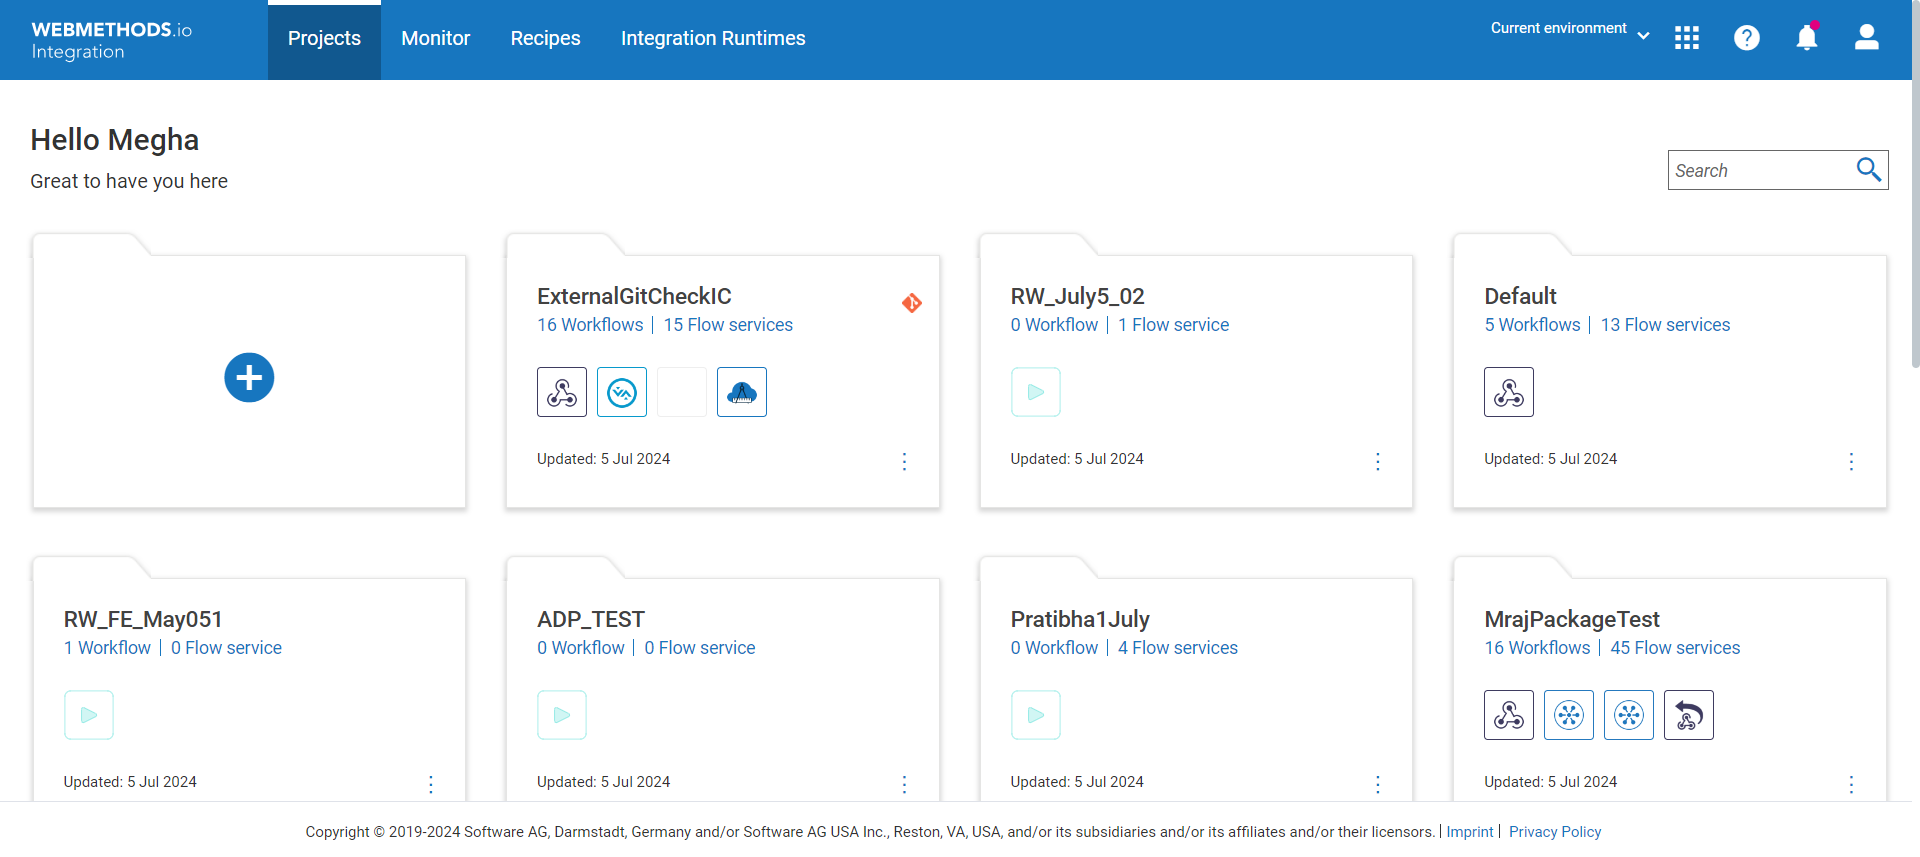 WEBMETHODS.io
Integration
Projects
Monitor
Recipes
Integration Runtimes
Current environment
Hello Megha
Great to have you here
Search
ExternalGitCheckIC
16 Workflows | 15 Flow services
Updated: 5 Jul 2024
RW_July5_02
0 Workflow | 1 Flow service
Updated: 5 Jul 2024
Default
5 Workflows | 13 Flow services
Updated: 5 Jul 2024
RW_FE_May051
1 Workflow | 0 Flow service
Updated: 5 Jul 2024
ADP_TEST
0 Workflow | 0 Flow service
Updated: 5 Jul 2024
Pratibha1July
0 Workflow | 4 Flow services
Updated: 5 Jul 2024
MrajPackageTest
16 Workflows | 45 Flow services
Updated: 5 Jul 2024
Copyright © 2019-2024 Software AG, Darmstadt, Germany and/or Software AG USA Inc., Reston, VA, USA, and/or its subsidiaries and/or its affiliates and/or their licensors. | Imprint | Privacy Policy